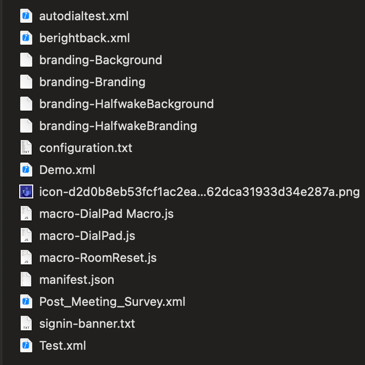 autodialtest.xml
berightback.xml
branding-Background
branding-Branding
branding-HalfwakeBackground
branding-HalfwakeBranding
configuration.txt
Demo.xml
icon-d2d0b8eb53fcf1ac2ea...62dca31933d34e287a.png
macro-DialPad Macro.js
macro-DialPad.js
macro-RoomReset.js
manifest.json
Post_Meeting_Survey.xml
signin-banner.txt
Test.xml